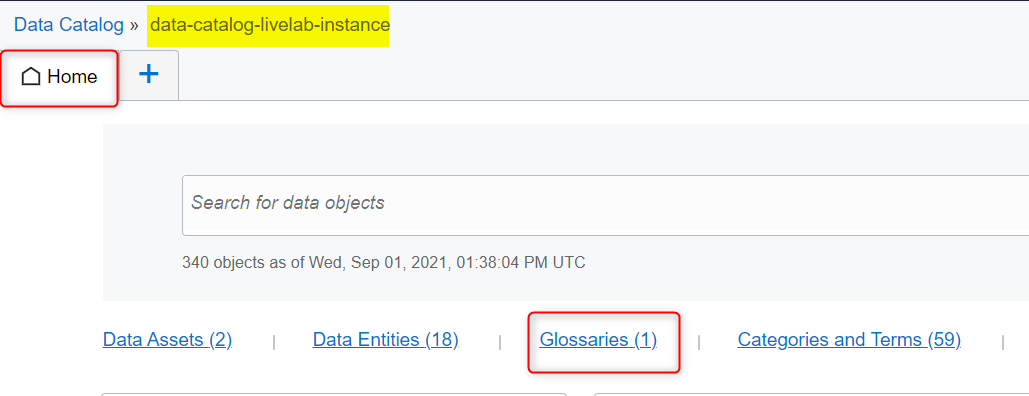 Data Catalog » data-catalog-livelab-instance
Home +
Search for data objects
340 objects as of Wed, Sep 01, 2021, 01:38:04 PM UTC
Data Assets (2) | Data Entities (18) | Glossaries (1) | Categories and Terms (59) |